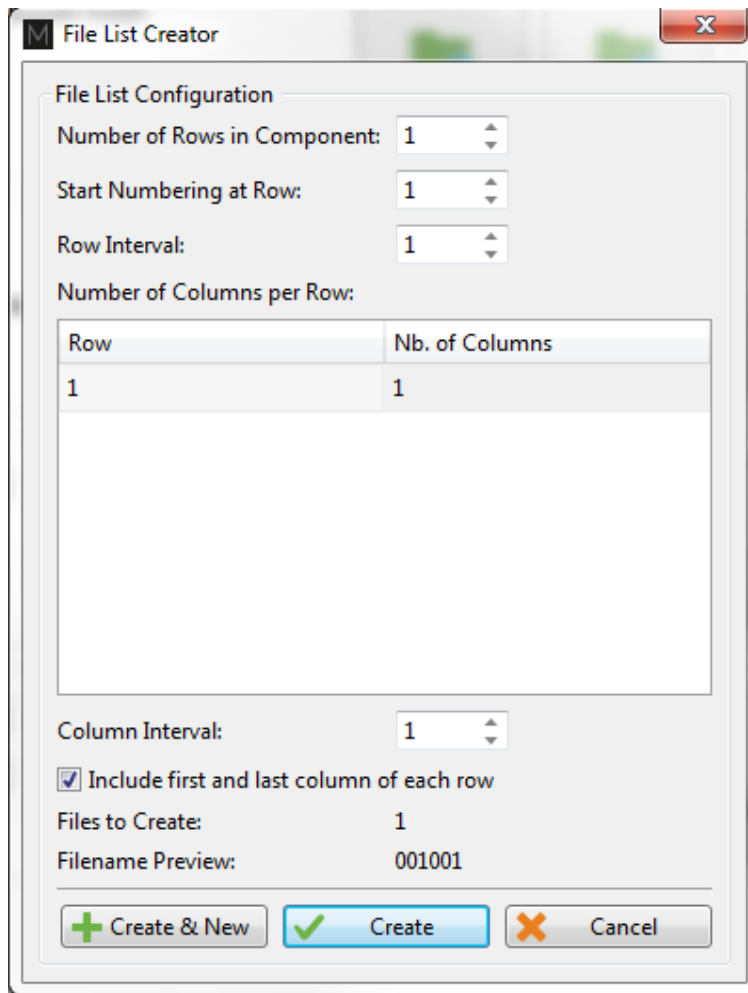 M File List Creator
File List Configuration
Number of Rows in Component: 1
Start Numbering at Row: 1
Row Interval: 1
Number of Columns per Row:
Row Nb. of Columns
1 1
Column Interval: 1
Include first and last column of each row
Files to Create: 1
Filename Preview: 001001
Create & New Create Cancel